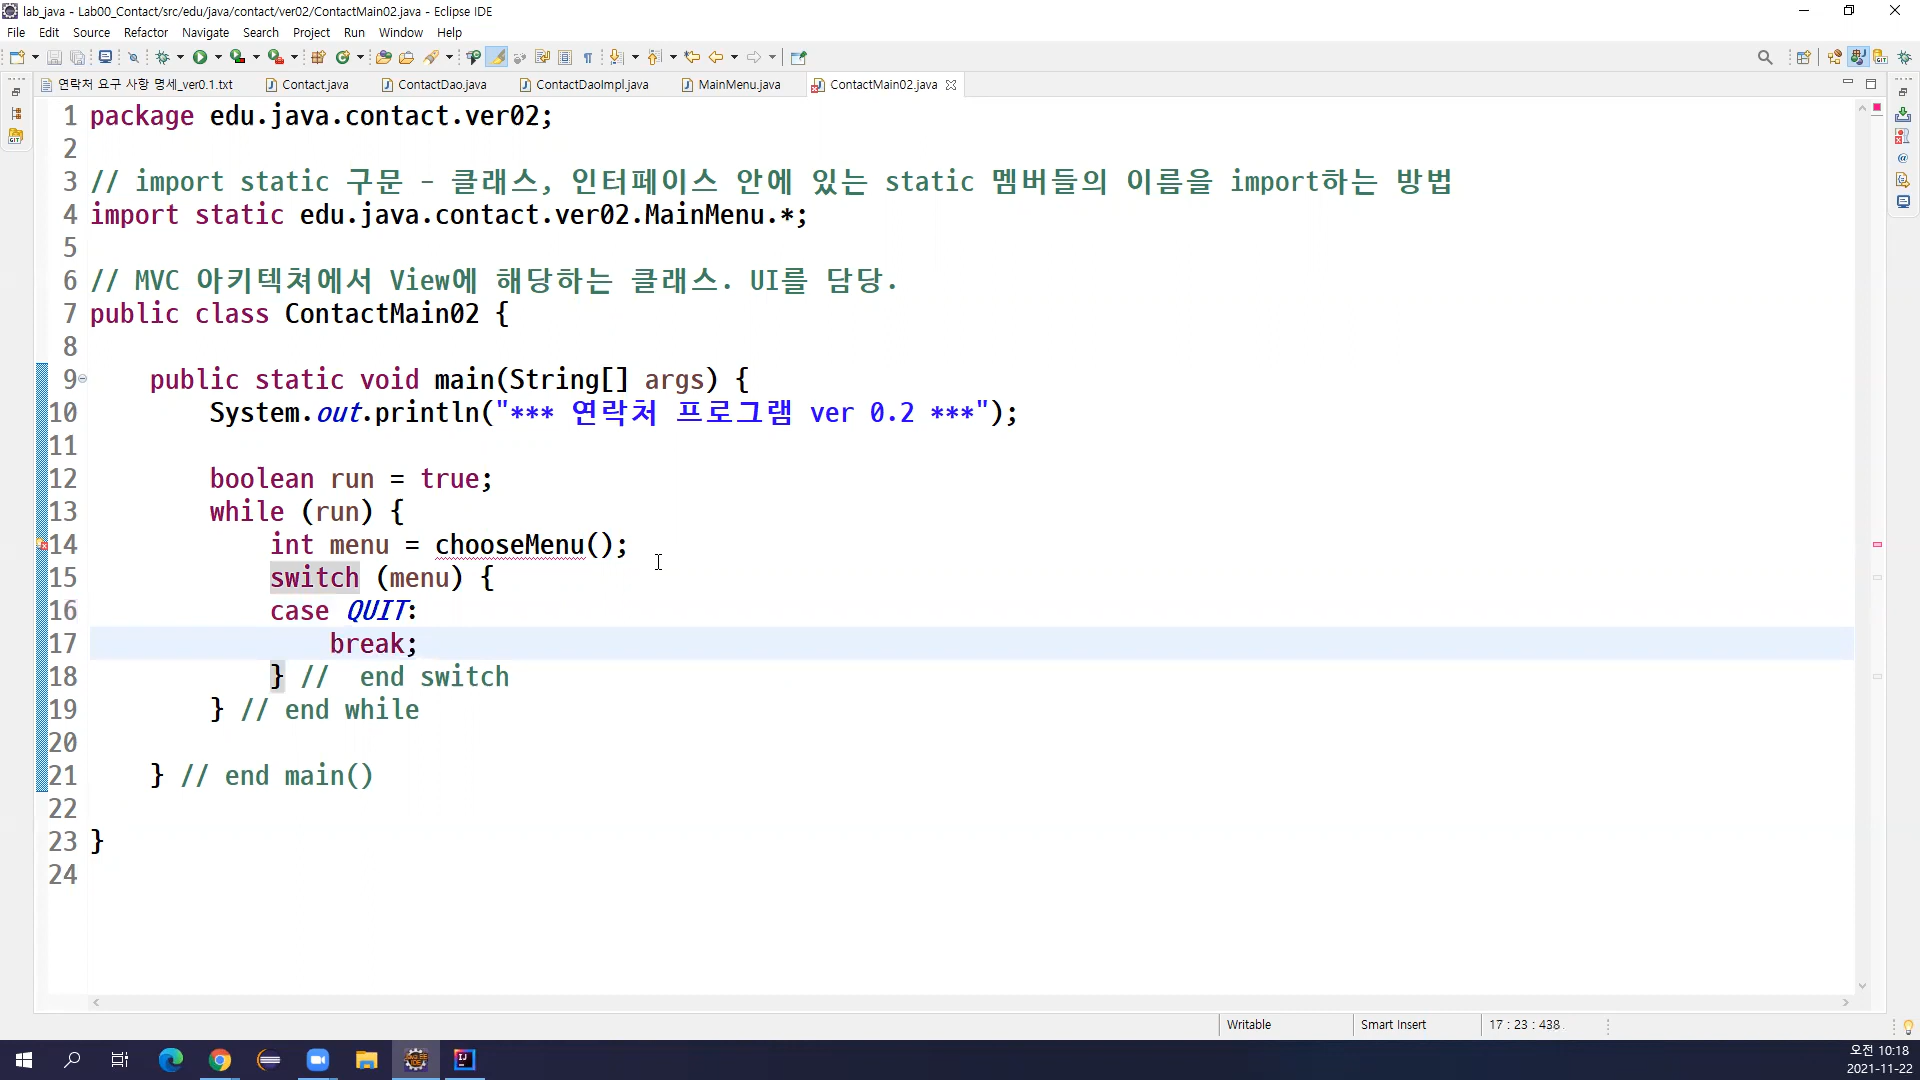 lab_java - Lab00_Contact/src/edu/java/contact/ver02/ContactMain02.java - Eclipse IDE
File Edit Source Refactor Navigate Search Project Run Window Help
연락처 요구 사항 명세_ver0.1.txt Contact.java ContactDao.java ContactDaoImpl.java MainMenu.java ContactMain02.java
1 package edu.java.contact.ver02;
2
3 // import static 구문 - 클래스, 인터페이스 안에 있는 static 멤버들의 이름을 import하는 방법
4 import static edu.java.contact.ver02.MainMenu.*;
5
6 // MVC 아키텍쳐에서 View에 해당하는 클래스. UI를 담당.
7 public class ContactMain02 {
8
9 public static void main(String[] args) {
10 System.out.println("*** 연락처 프로그램 ver 0.2 ***");
11
12 boolean run = true;
13 while (run) {
14 int menu = chooseMenu();
15 switch (menu) {
16 case QUIT:
17 break;
18 } //  end switch
19 } // end while
20
21 } // end main()
22
23 }
24
Writable Smart Insert 17 : 23 : 438
오전 10:18
2021-11-22